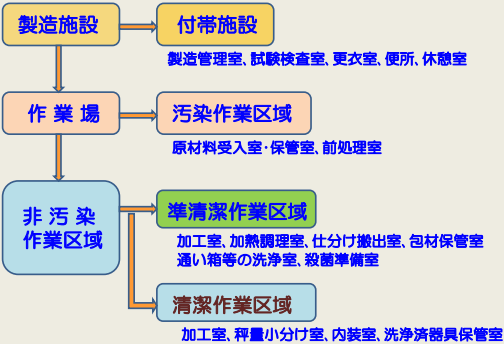 製造施設
付帯施設
製造管理室、試験検査室、更衣室、便所、休憩室
作業場
汚染作業区域
原材料受入室・保管室、前処理室
非汚染
作業区域
準清潔作業区域
加工室、加熱調理室、仕分け搬出室、包材保管室
通い箱等の洗浄室、殺菌準備室
清潔作業区域
加工室、秤量小分け室、内装室、洗浄済器具保管室